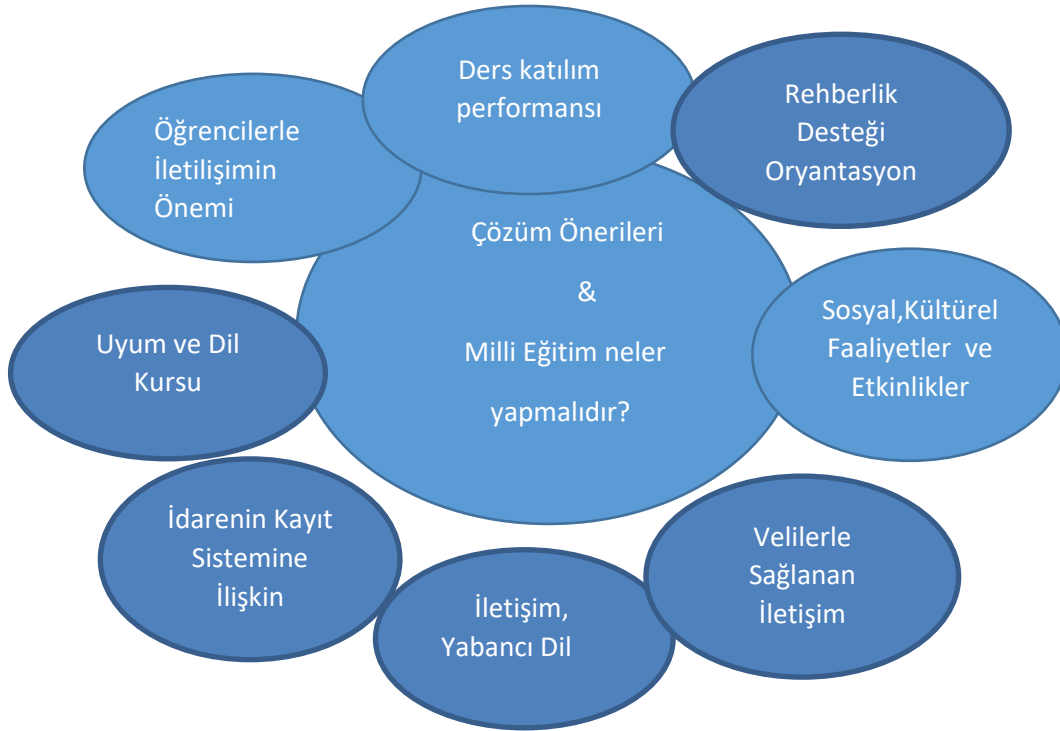 Ders katılım
performansı
Rehberlik
Desteği
Oryantasyon
Öğrencilerle
İletilişimin
Önemi
Çözüm Önerileri
&
Milli Eğitim neler
yapmalıdır?
Sosyal,Kültürel
Faaliyetler ve
Etkinlikler
Uyum ve Dil
Kursu
İdarenin Kayıt
Sistemine
İlişkin
İletişim,
Yabancı Dil
Velilerle
Sağlanan
İletişim